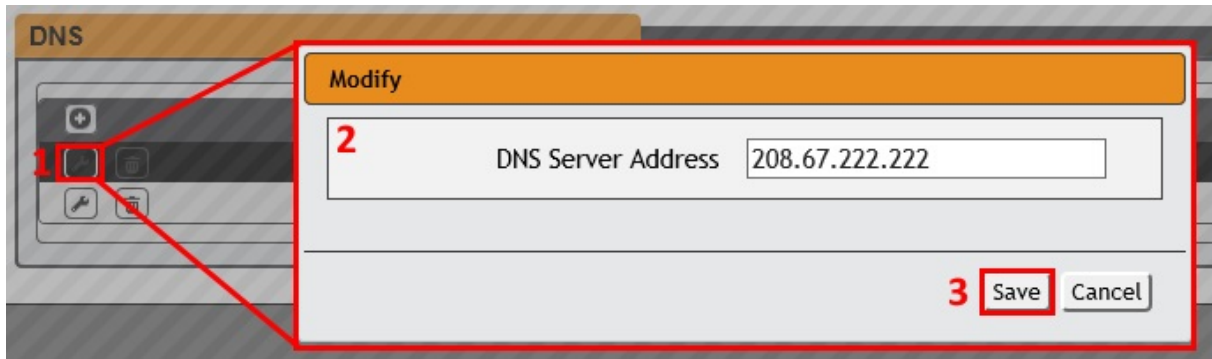 DNS
Modify
1
2
DNS Server Address 208.67.222.222
3 Save Cancel